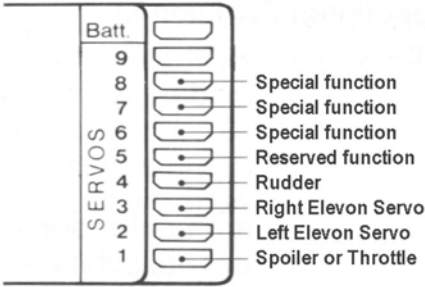 Batt.
9
8 Special function
7 Special function
6 Special function
5 Reserved function
4 Rudder
3 Right Elevon Servo
2 Left Elevon Servo
1 Spoiler or Throttle
SERVOS